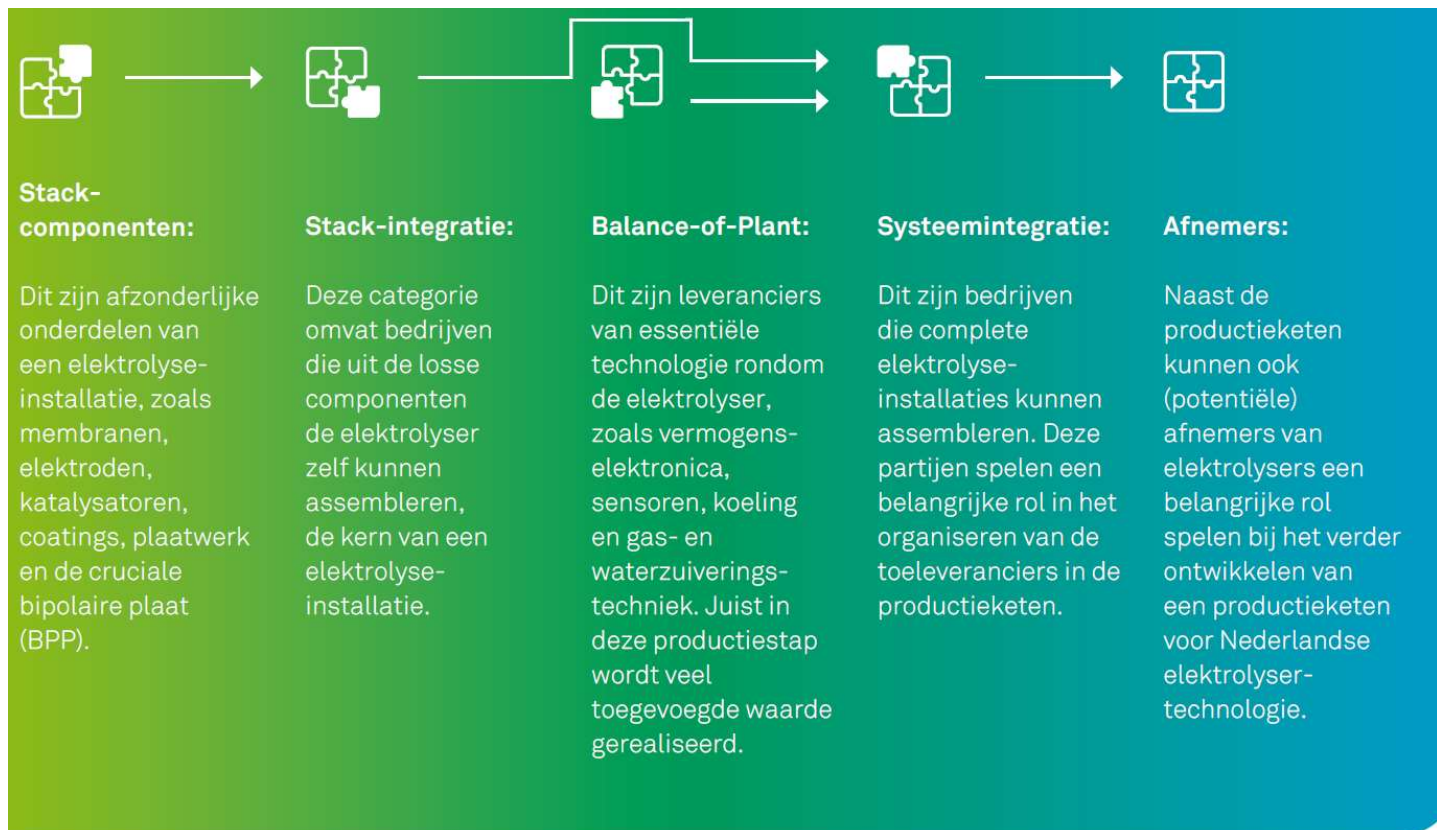 Stack-
componenten:
Dit zijn afzonderlijke
onderdelen van
een elektrolyse-
installatie, zoals
membranen,
elektroden,
katalysatoren,
coatings, plaatwerk
en de cruciale
bipolaire plaat
(BPP).
Stack-integratie:
Deze categorie
omvat bedrijven
die uit de losse
componenten
de elektrolyser
zelf kunnen
assembleren,
de kern van een
elektrolyse-
installatie.
Balance-of-Plant:
Dit zijn leveranciers
van essentiële
technologie rondom
de elektrolyser,
zoals vermogens-
elektronica,
sensoren, koeling
en gas- en
waterzuiverings-
techniek. Juist in
deze productiestap
wordt veel
toegevoegde waarde
gerealiseerd.
Systeemintegratie:
Dit zijn bedrijven
die complete
elektrolyse-
installaties kunnen
assembleren. Deze
partijen spelen een
belangrijke rol in het
organiseren van de
toeleveranciers in de
productieketen.
Afnemers:
Naast de
productieketen
kunnen ook
(potentiële)
afnemers van
elektrolysers een
belangrijke rol
spelen bij het verder
ontwikkelen van
een productieketen
voor Nederlandse
elektrolyser-
technologie.